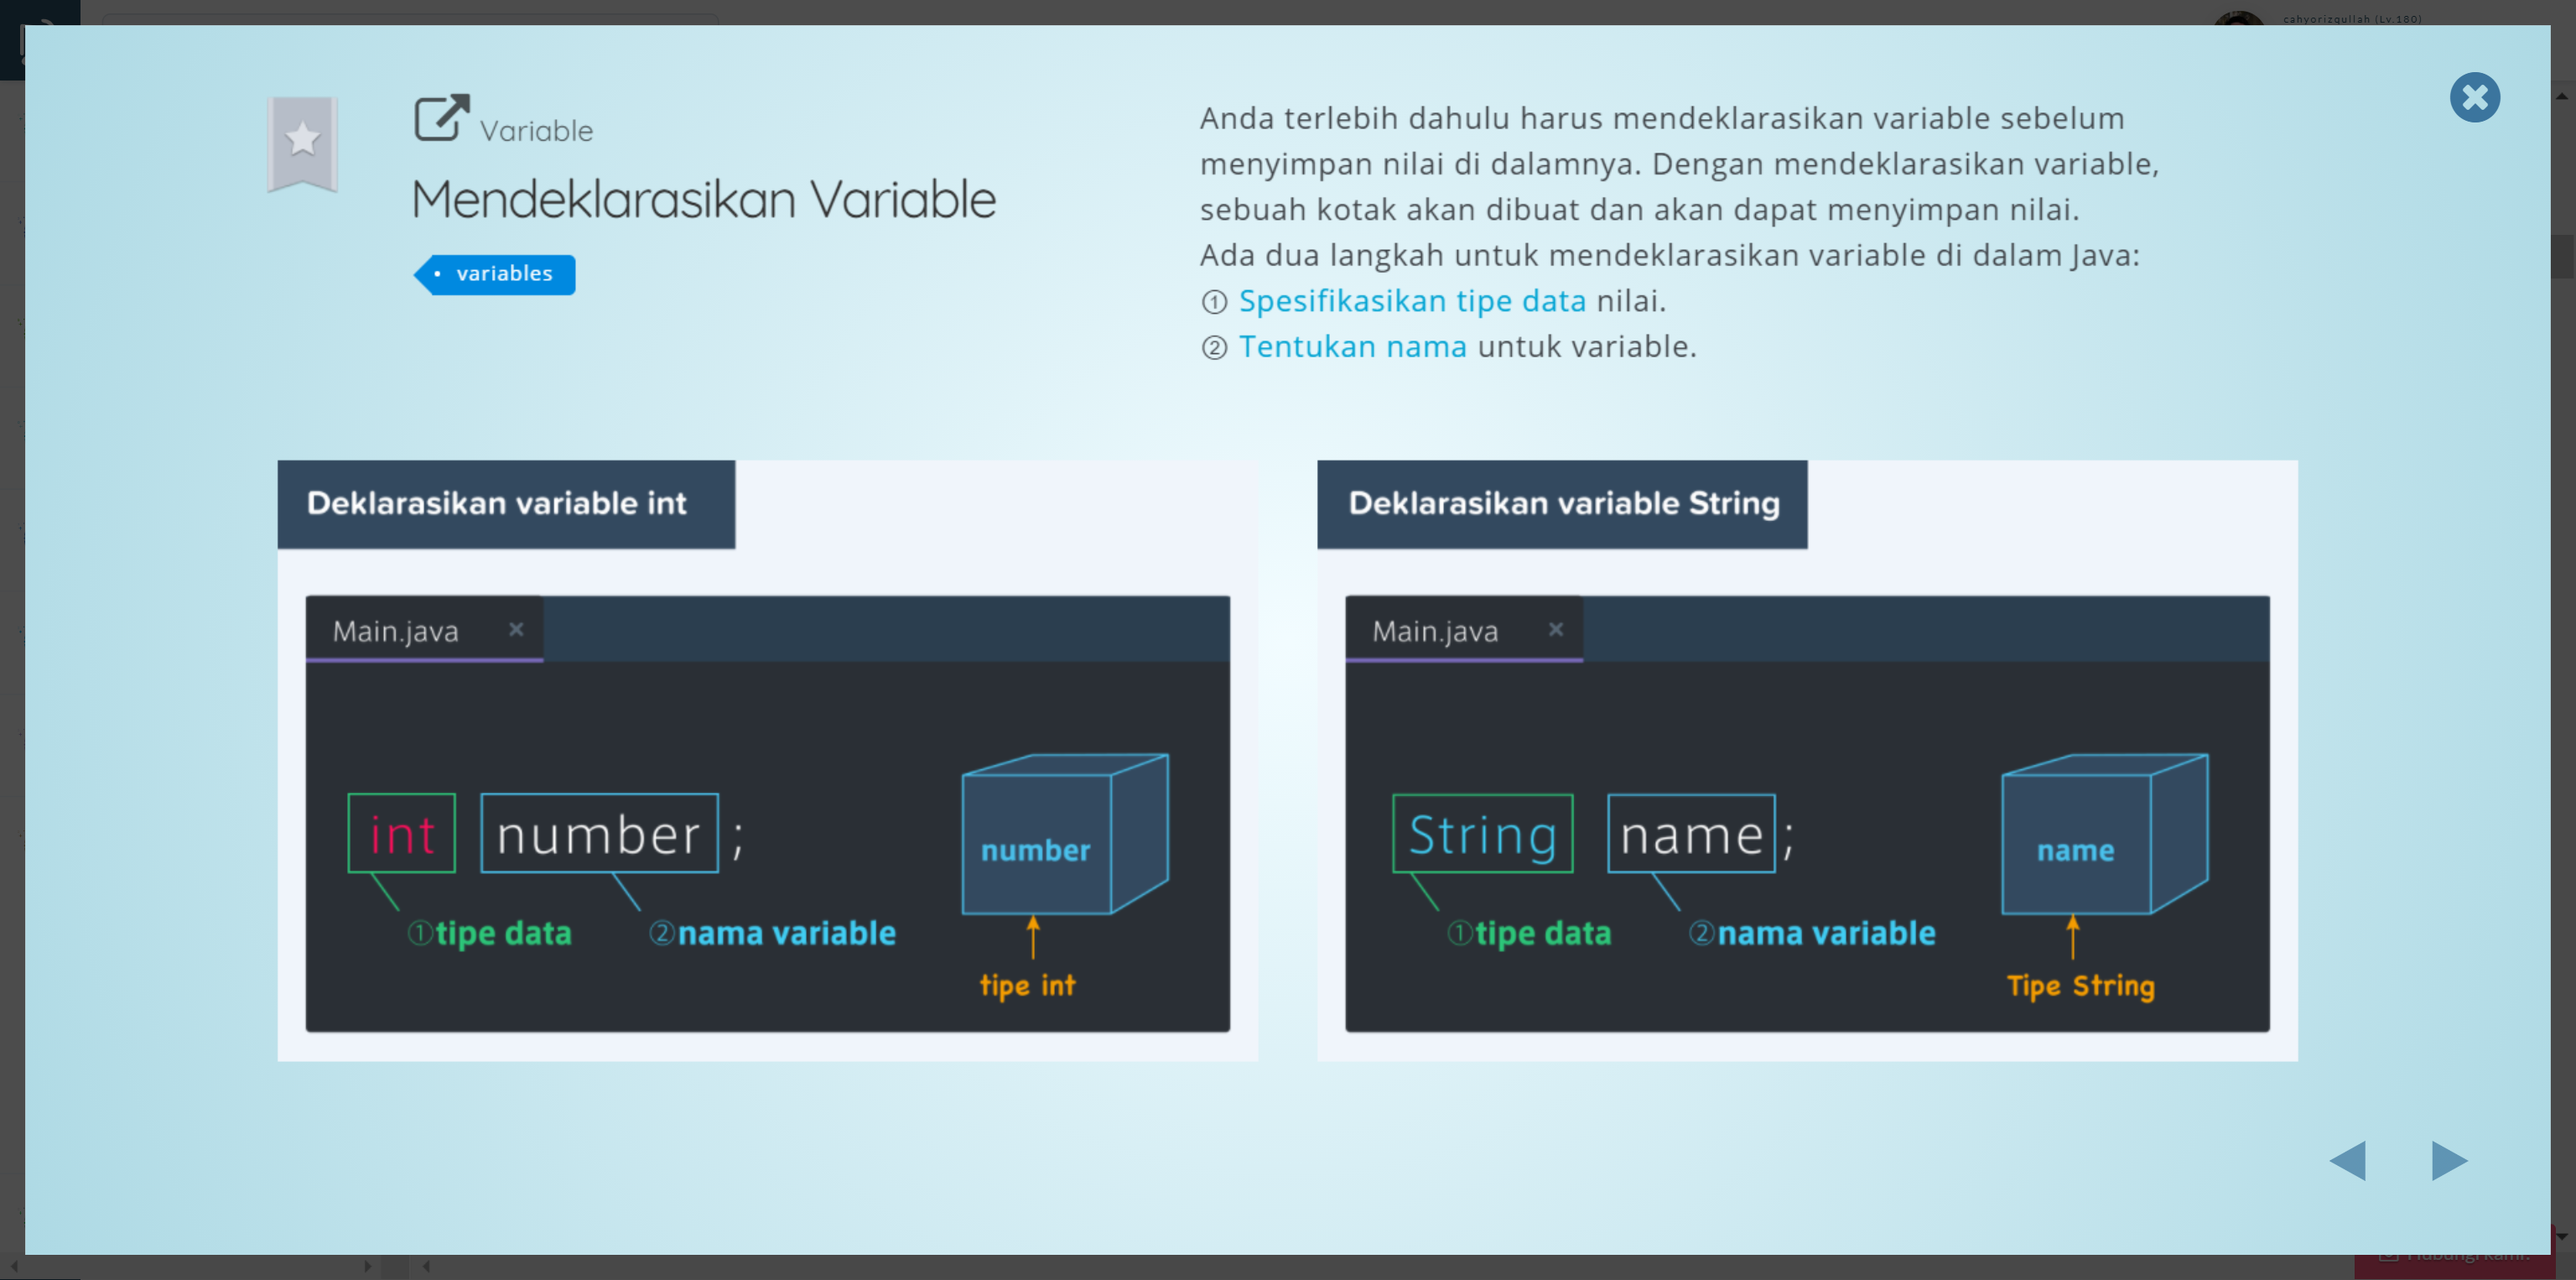 cahyorizqullah (Lv.180)
Variable
Mendeklarasikan Variable
• variables
Anda terlebih dahulu harus mendeklarasikan variable sebelum
menyimpan nilai di dalamnya. Dengan mendeklarasikan variable,
sebuah kotak akan dibuat dan akan dapat menyimpan nilai.
Ada dua langkah untuk mendeklarasikan variable di dalam Java:
① Spesifikasikan tipe data nilai.
② Tentukan nama untuk variable.
Deklarasikan variable int
Main.java ×
int number ;
①tipe data ②nama variable
number
tipe int
Deklarasikan variable String
Main.java ×
String name ;
①tipe data ②nama variable
name
Tipe String